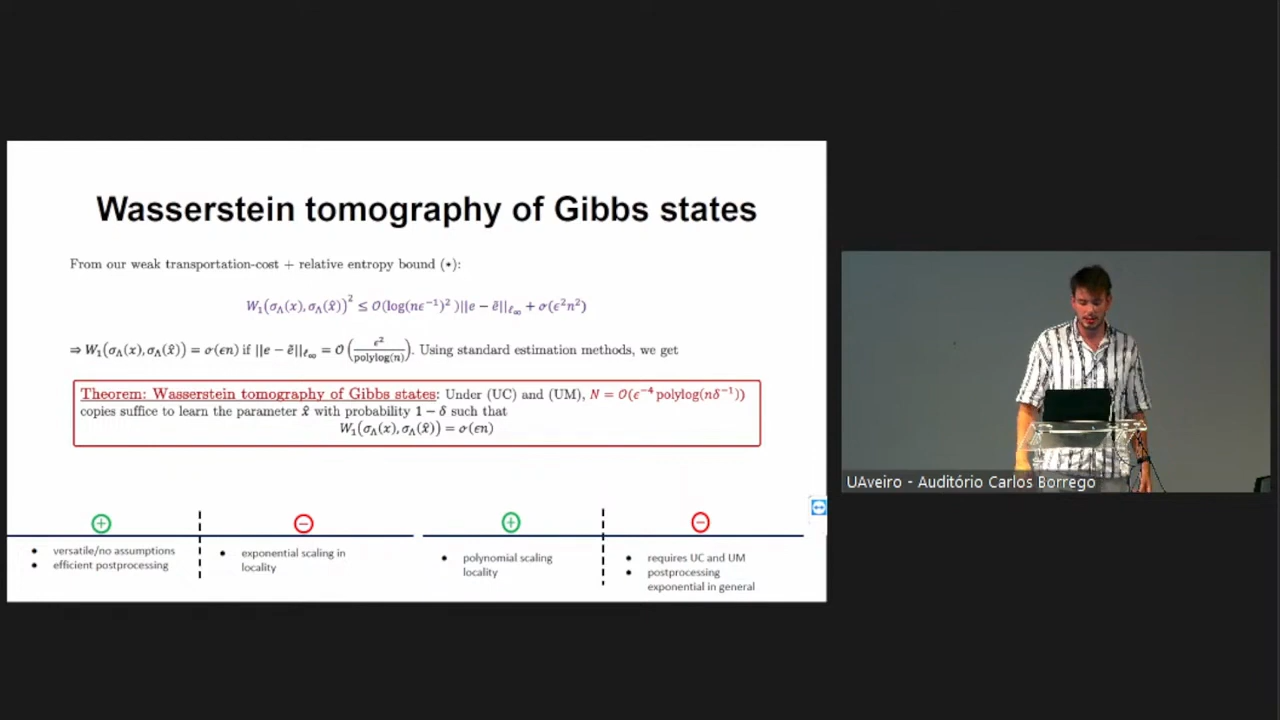 Wasserstein tomography of Gibbs states
From our weak transportation-cost + relative entropy bound (⋆):
W₁(σ_Λ(x), σ_Λ(x̂))² ≤ O(log(nϵ⁻¹)²)||e − ẽ||_ℓ∞ + ℴ(ϵ²n²)
⇒ W₁(σ_Λ(x), σ_Λ(x̂)) = ℴ(ϵn) if ||e − ẽ||_ℓ∞ = O(ϵ²/polylog(n)). Using standard estimation methods, we get
Theorem: Wasserstein tomography of Gibbs states: Under (UC) and (UM), N = O(ϵ⁻⁴ polylog(nδ⁻¹))
copies suffice to learn the parameter x̂ with probability 1 − δ such that
W₁(σ_Λ(x), σ_Λ(x̂)) = ℴ(ϵn)
+
• versatile/no assumptions
• efficient postprocessing
−
• exponential scaling in
locality
+
• polynomial scaling
locality
−
• requires UC and UM
• postprocessing
exponential in general
UAveiro - Auditório Carlos Borrego